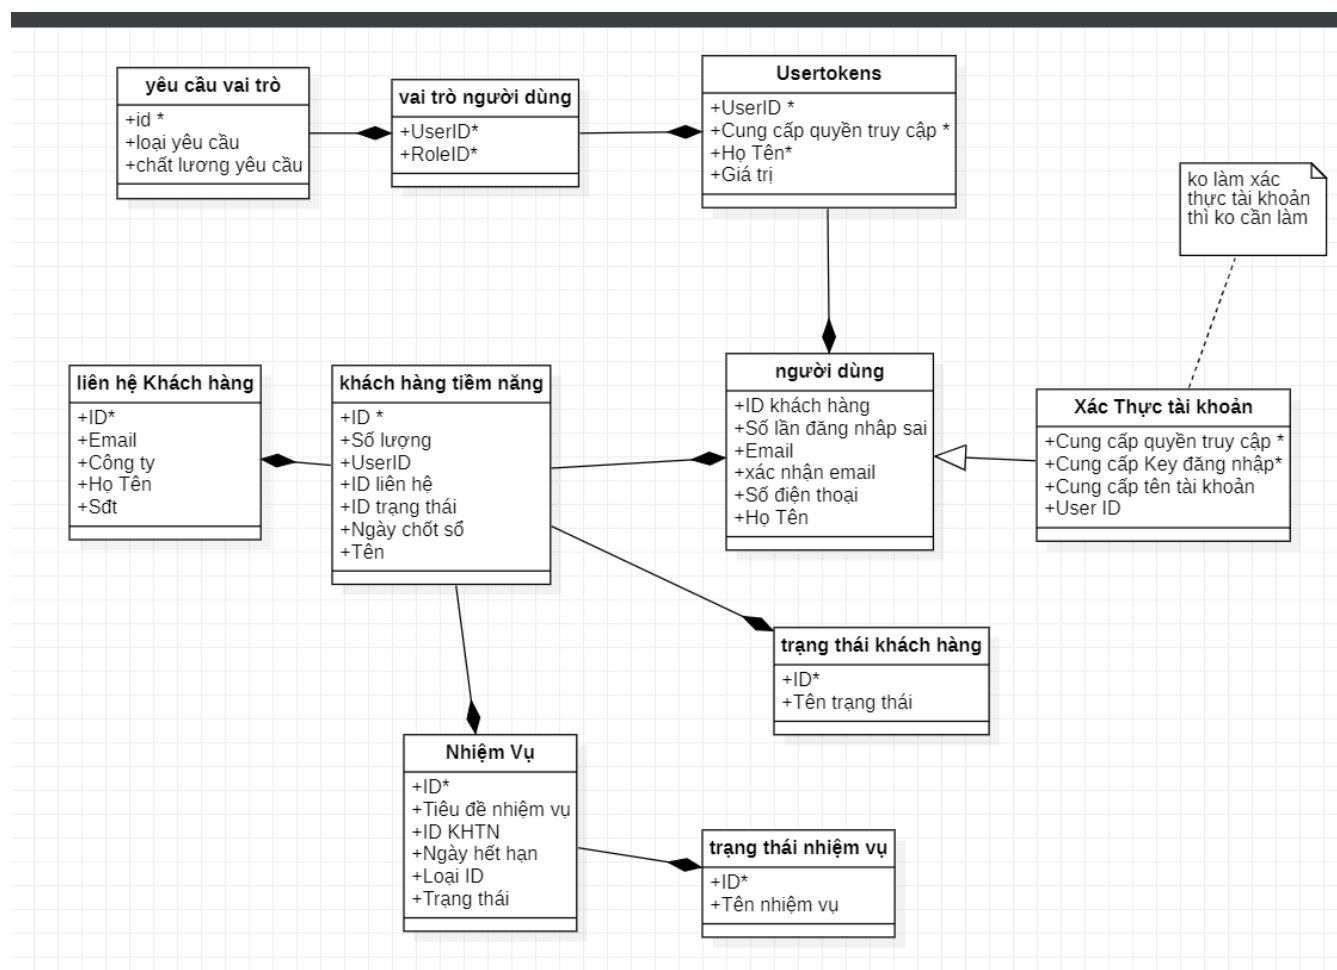 yêu cầu vai trò
+id *
+loại yêu cầu
+chất lương yêu cầu
vai trò người dùng
+UserID*
+RoleID*
Usertokens
+UserID *
+Cung cấp quyền truy cập *
+Họ Tên*
+Giá trị
ko làm xác
thực tài khoản
thì ko cần làm
liên hệ Khách hàng
+ID*
+Email
+Công ty
+Họ Tên
+Sđt
khách hàng tiềm năng
+ID *
+Số lượng
+UserID
+ID liên hệ
+ID trạng thái
+Ngày chốt sổ
+Tên
người dùng
+ID khách hàng
+Số lần đăng nhâp sai
+Email
+xác nhận email
+Số điện thoại
+Họ Tên
Xác Thực tài khoản
+Cung cấp quyền truy cập *
+Cung cấp Key đăng nhập*
+Cung cấp tên tài khoản
+User ID
trạng thái khách hàng
+ID*
+Tên trạng thái
Nhiệm Vụ
+ID*
+Tiêu đề nhiệm vụ
+ID KHTN
+Ngày hết hạn
+Loại ID
+Trạng thái
trạng thái nhiệm vụ
+ID*
+Tên nhiệm vụ